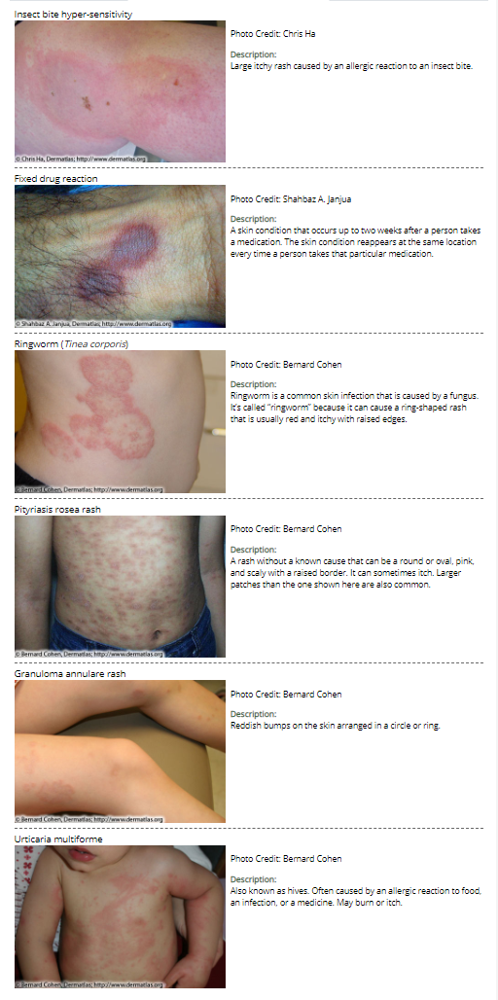 Insect bite hyper-sensitivity
Photo Credit: Chris Ha
Description:
Large itchy rash caused by an allergic reaction to an insect bite.
© Chris Ha, Dermatlas; http://www.dermatlas.org
Fixed drug reaction
Photo Credit: Shahbaz A. Janjua
Description:
A skin condition that occurs up to two weeks after a person takes
a medication. The skin condition reappears at the same location
every time a person takes that particular medication.
© Shahbaz A. Janjua, Dermatlas; http://www.dermatlas.org
Ringworm (Tinea corporis)
Photo Credit: Bernard Cohen
Description:
Ringworm is a common skin infection that is caused by a fungus.
It's called "ringworm" because it can cause a ring-shaped rash
that is usually red and itchy with raised edges.
© Bernard Cohen, Dermatlas; http://www.dermatlas.org
Pityriasis rosea rash
Photo Credit: Bernard Cohen
Description:
A rash without a known cause that can be a round or oval, pink,
and scaly with a raised border. It can sometimes itch. Larger
patches than the one shown here are also common.
© Bernard Cohen, Dermatlas; http://www.dermatlas.org
Granuloma annulare rash
Photo Credit: Bernard Cohen
Description:
Reddish bumps on the skin arranged in a circle or ring.
© Bernard Cohen, Dermatlas; http://www.dermatlas.org
Urticaria multiforme
Photo Credit: Bernard Cohen
Description:
Also known as hives. Often caused by an allergic reaction to food,
an infection, or a medicine. May burn or itch.
© Bernard Cohen, Dermatlas; http://www.dermatlas.org